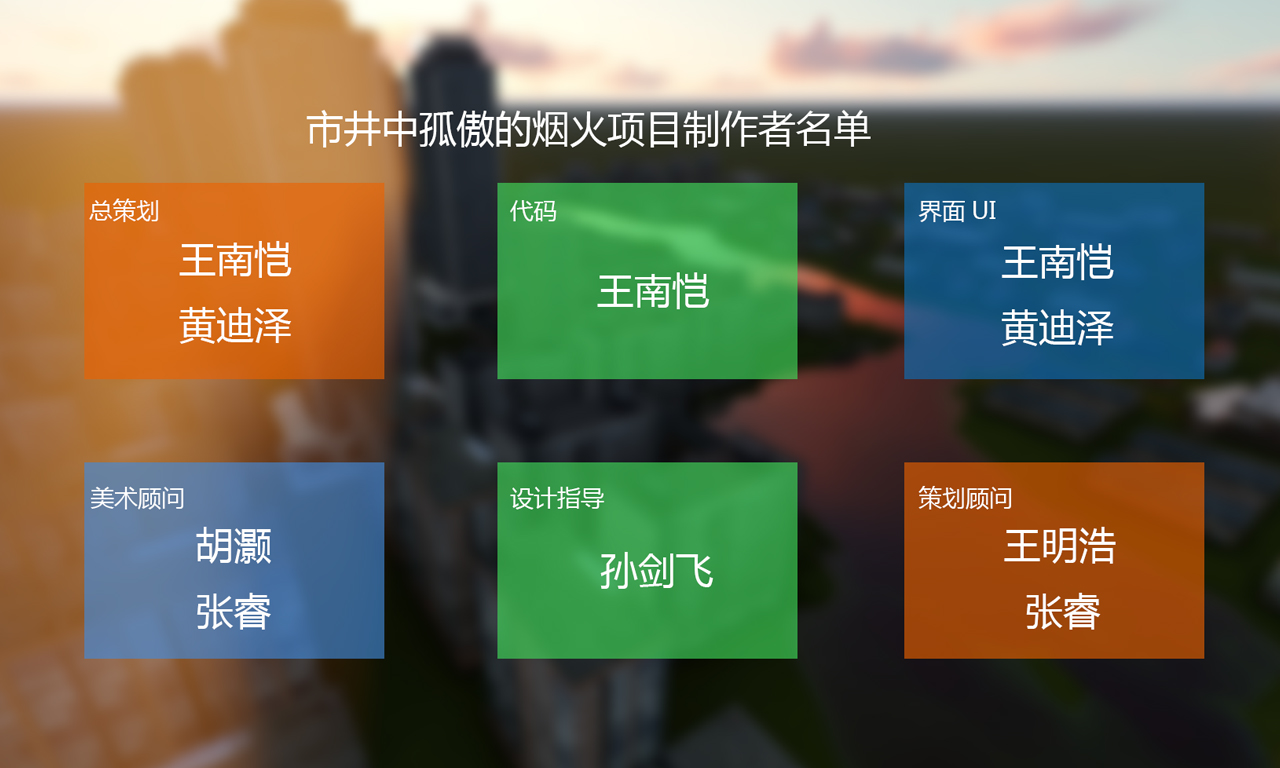 市井中孤傲的烟火项目制作者名单
总策划
王南恺
黄迪泽
代码
王南恺
界面 UI
王南恺
黄迪泽
美术顾问
胡灏
张睿
设计指导
孙剑飞
策划顾问
王明浩
张睿